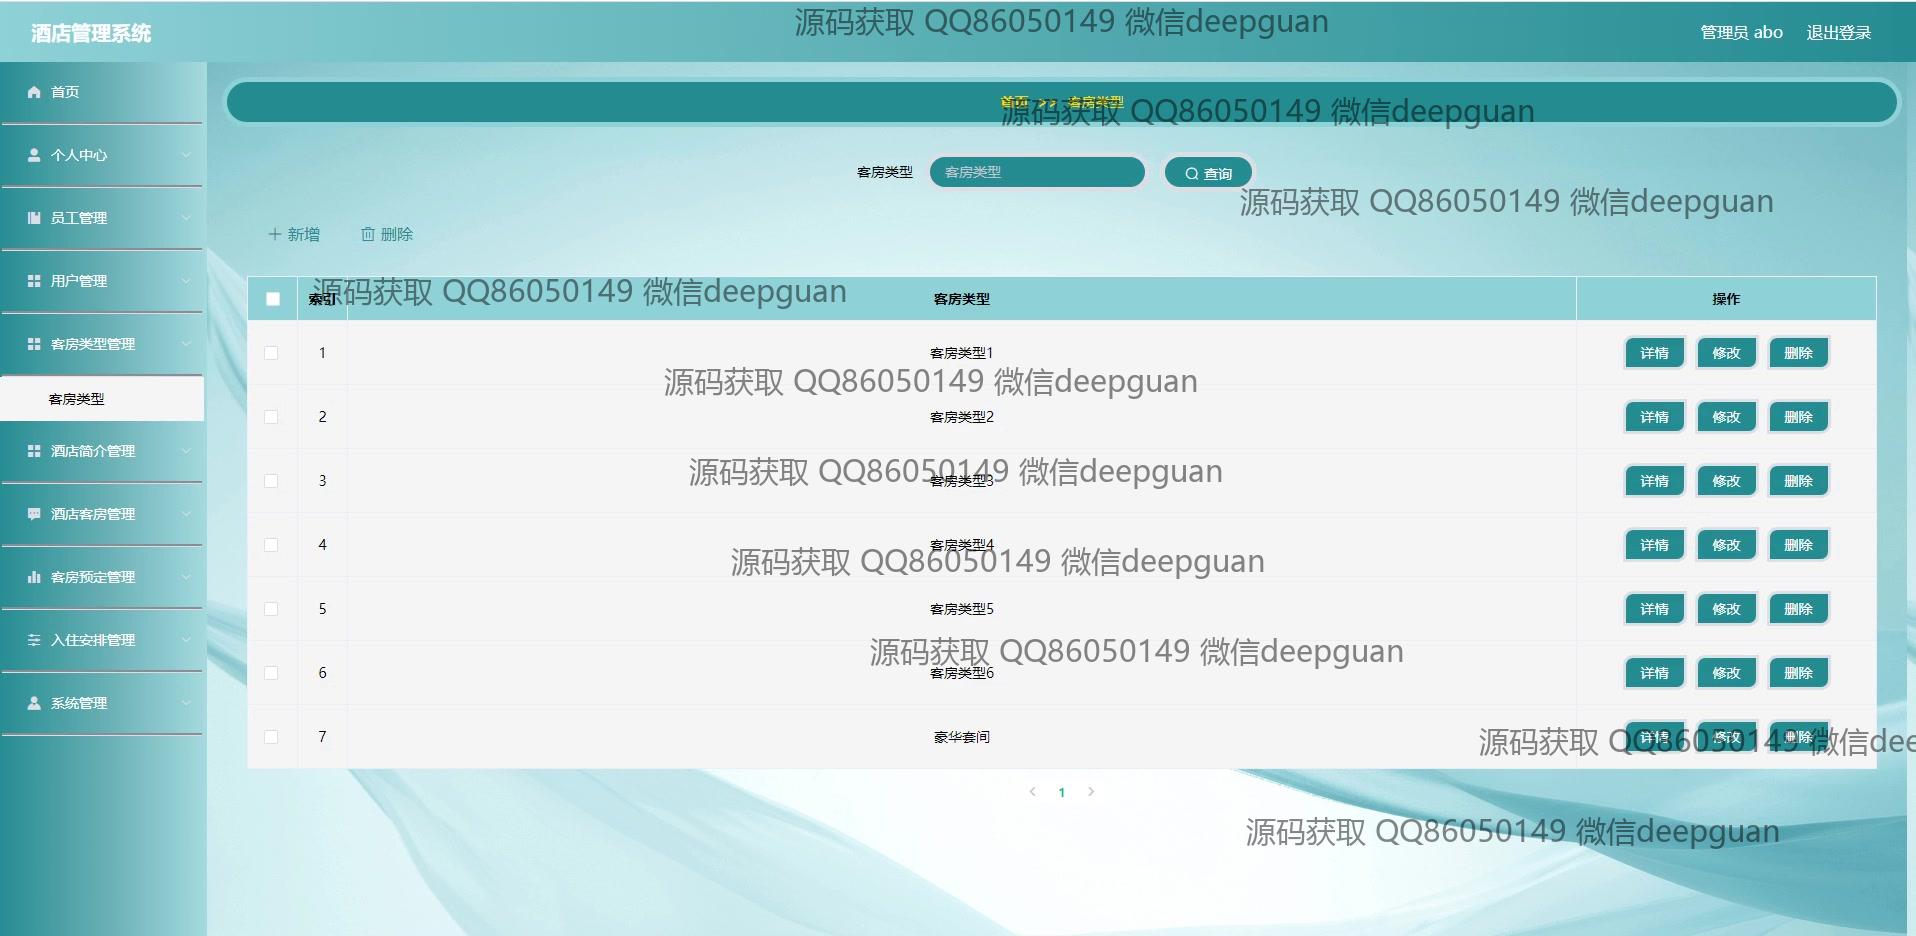 酒店管理系统
源码获取 QQ86050149 微信deepguan
管理员 abo
退出登录
首页
个人中心
员工管理
用户管理
客房类型管理
客房类型
酒店简介管理
酒店客房管理
客房预定管理
入住安排管理
系统管理
首页 >> 客房类型
源码获取 QQ86050149 微信deepguan
客房类型
客房类型
查询
源码获取 QQ86050149 微信deepguan
新增
删除
源码获取 QQ86050149 微信deepguan
索引 客房类型 操作
1 客房类型1 详情 修改 删除
源码获取 QQ86050149 微信deepguan
2 客房类型2 详情 修改 删除
源码获取 QQ86050149 微信deepguan
3 客房类型3 详情 修改 删除
4 客房类型4 详情 修改 删除
源码获取 QQ86050149 微信deepguan
5 客房类型5 详情 修改 删除
源码获取 QQ86050149 微信deepguan
6 客房类型6 详情 修改 删除
7 豪华套间 详情 修改 删除
源码获取 QQ86050149 微信dee
1
源码获取 QQ86050149 微信deepguan